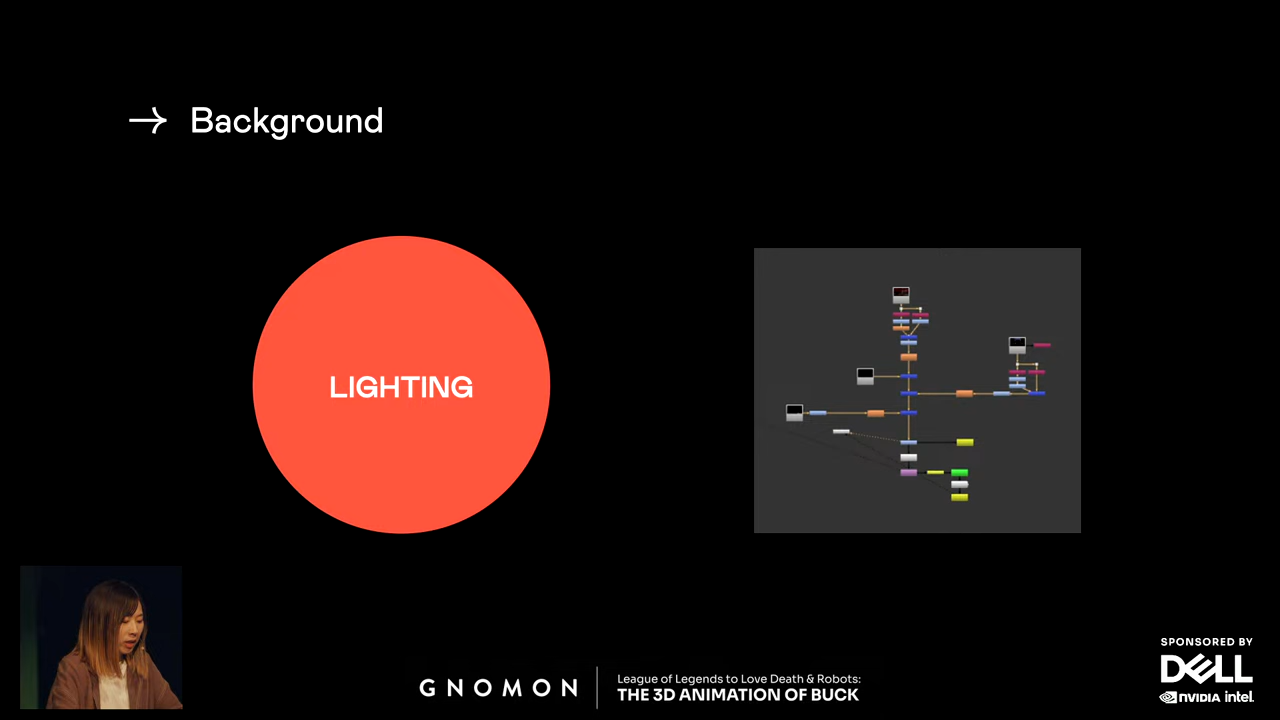 → Background
LIGHTING
GNOMON
League of Legends to Love Death & Robots:
THE 3D ANIMATION OF BUCK
SPONSORED BY
DELL
NVIDIA intel.